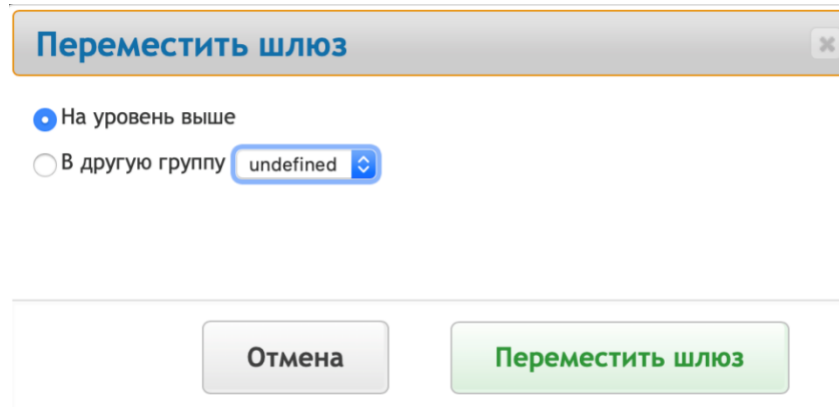 Переместить шлюз
На уровень выше
В другую группу undefined
Отмена Переместить шлюз